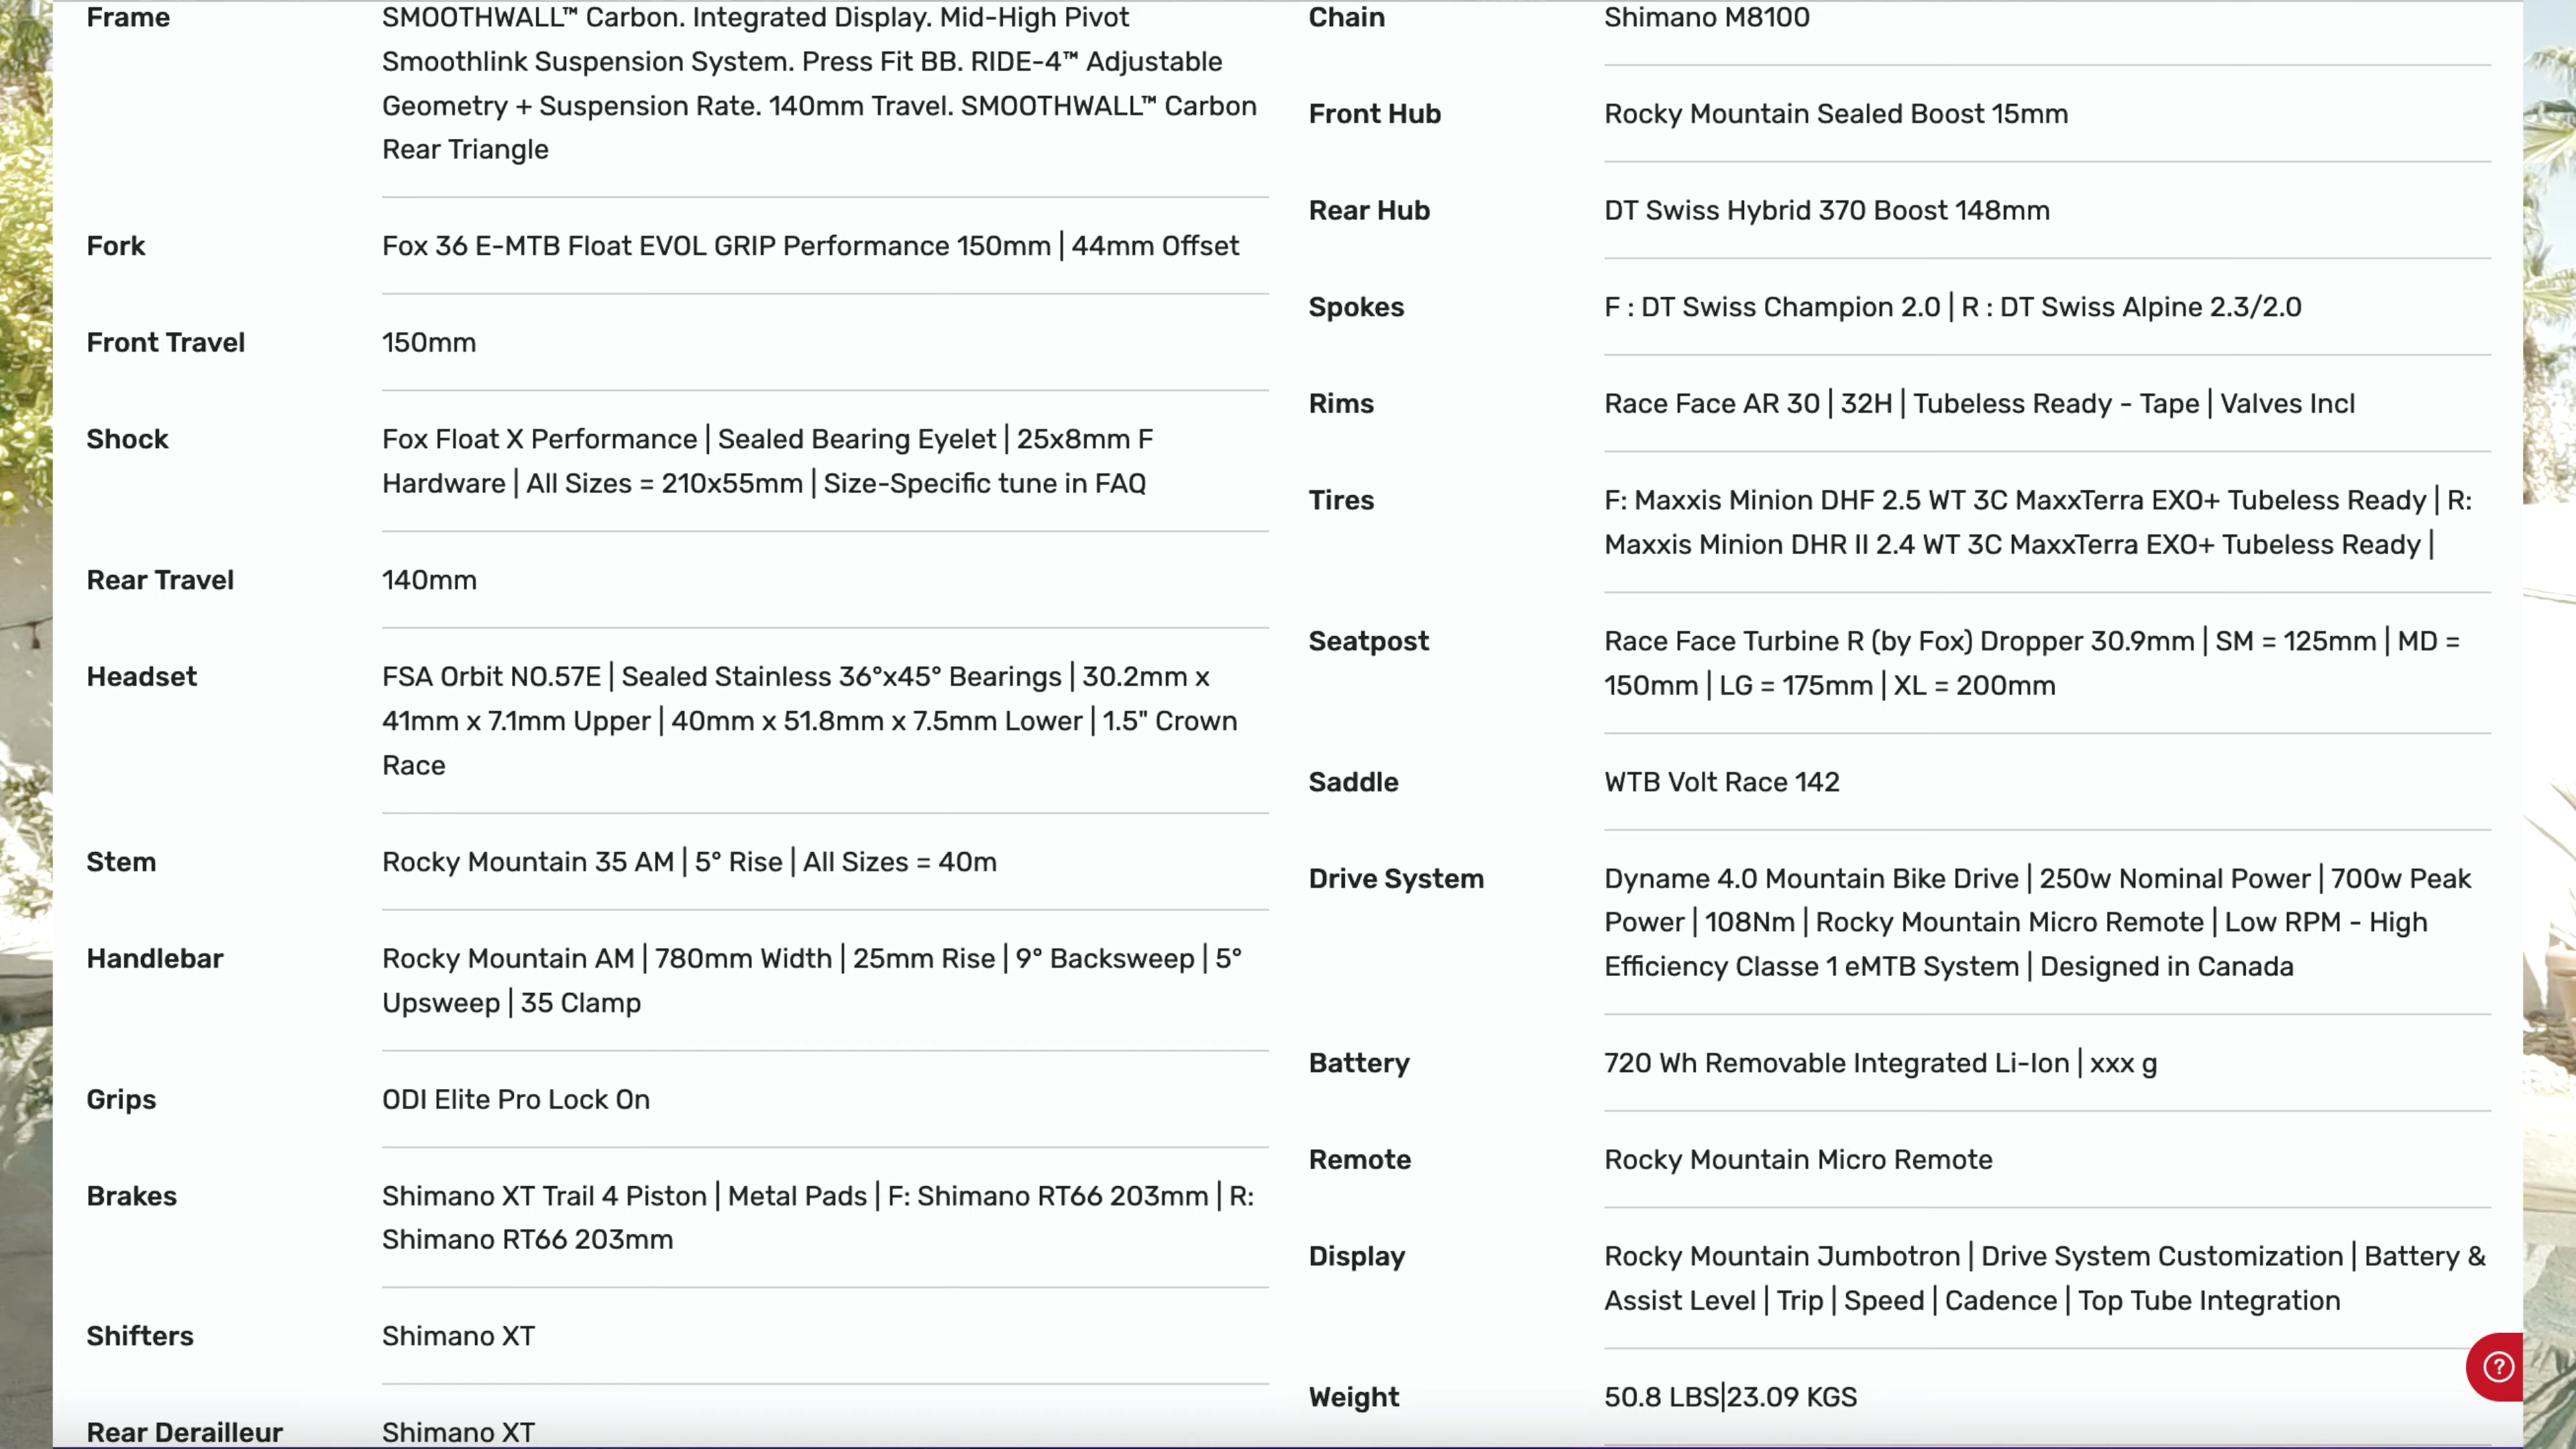 Frame
SMOOTHWALL™ Carbon. Integrated Display. Mid-High Pivot
Smoothlink Suspension System. Press Fit BB. RIDE-4™ Adjustable
Geometry + Suspension Rate. 140mm Travel. SMOOTHWALL™ Carbon
Rear Triangle
Fork
Fox 36 E-MTB Float EVOL GRIP Performance 150mm | 44mm Offset
Front Travel
150mm
Shock
Fox Float X Performance | Sealed Bearing Eyelet | 25x8mm F
Hardware | All Sizes = 210x55mm | Size-Specific tune in FAQ
Rear Travel
140mm
Headset
FSA Orbit NO.57E | Sealed Stainless 36°x45° Bearings | 30.2mm x
41mm x 7.1mm Upper | 40mm x 51.8mm x 7.5mm Lower | 1.5" Crown
Race
Stem
Rocky Mountain 35 AM | 5° Rise | All Sizes = 40m
Handlebar
Rocky Mountain AM | 780mm Width | 25mm Rise | 9° Backsweep | 5°
Upsweep | 35 Clamp
Grips
ODI Elite Pro Lock On
Brakes
Shimano XT Trail 4 Piston | Metal Pads | F: Shimano RT66 203mm | R:
Shimano RT66 203mm
Shifters
Shimano XT
Rear Derailleur
Shimano XT
Chain
Shimano M8100
Front Hub
Rocky Mountain Sealed Boost 15mm
Rear Hub
DT Swiss Hybrid 370 Boost 148mm
Spokes
F : DT Swiss Champion 2.0 | R : DT Swiss Alpine 2.3/2.0
Rims
Race Face AR 30 | 32H | Tubeless Ready - Tape | Valves Incl
Tires
F: Maxxis Minion DHF 2.5 WT 3C MaxxTerra EXO+ Tubeless Ready | R:
Maxxis Minion DHR II 2.4 WT 3C MaxxTerra EXO+ Tubeless Ready |
Seatpost
Race Face Turbine R (by Fox) Dropper 30.9mm | SM = 125mm | MD =
150mm | LG = 175mm | XL = 200mm
Saddle
WTB Volt Race 142
Drive System
Dyname 4.0 Mountain Bike Drive | 250w Nominal Power | 700w Peak
Power | 108Nm | Rocky Mountain Micro Remote | Low RPM - High
Efficiency Classe 1 eMTB System | Designed in Canada
Battery
720 Wh Removable Integrated Li-Ion | xxx g
Remote
Rocky Mountain Micro Remote
Display
Rocky Mountain Jumbotron | Drive System Customization | Battery &
Assist Level | Trip | Speed | Cadence | Top Tube Integration
Weight
50.8 LBS|23.09 KGS
?